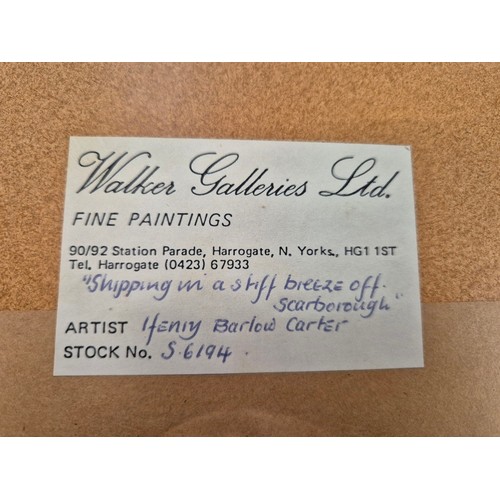 Walker Galleries Ltd.
FINE PAINTINGS
90/92 Station Parade, Harrogate, N. Yorks., HG1 1ST
Tel. Harrogate (0423) 67933
"Shipping in a stiff breeze off.
Scarborough"
ARTIST Henry Barlow Carter
STOCK No. S.6194.